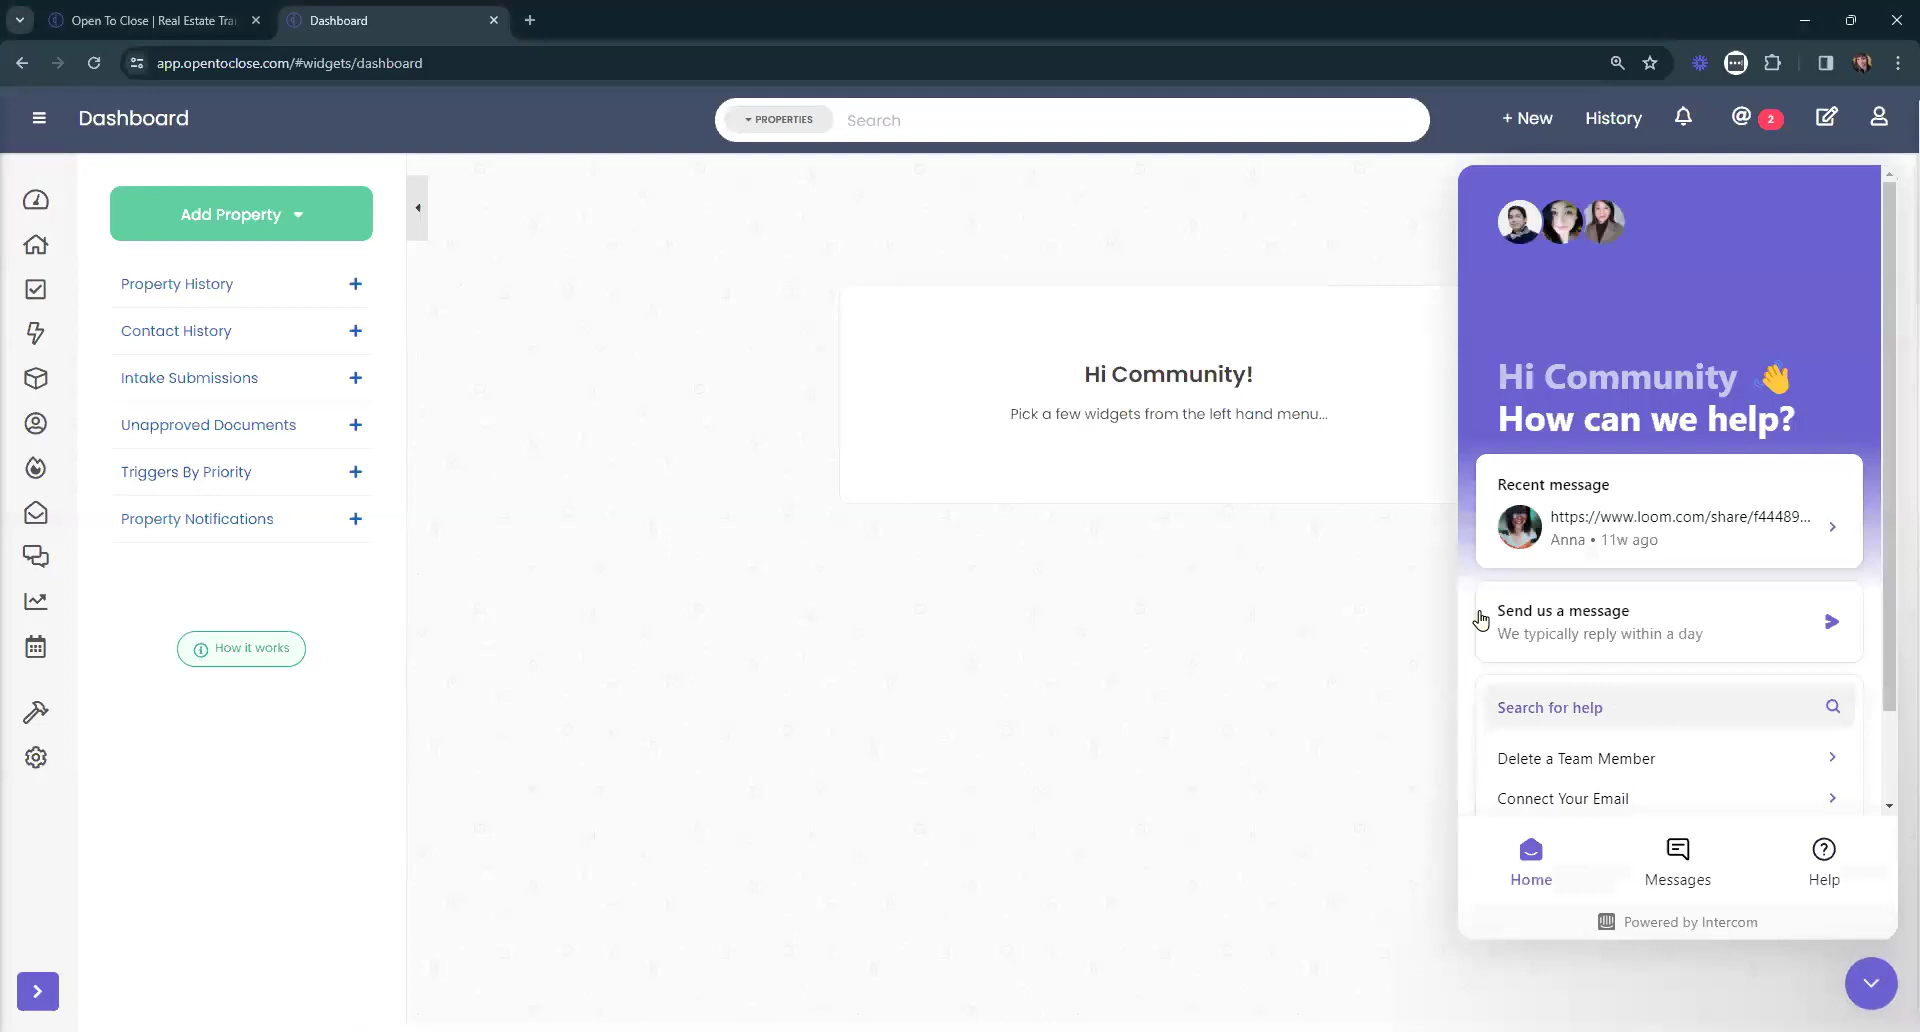 Open To Close | Real Estate Tra
Dashboard
app.opentoclose.com/#widgets/dashboard
Dashboard
PROPERTIES
Search
+ New
History
2
Add Property
Property History
Contact History
Intake Submissions
Unapproved Documents
Triggers By Priority
Property Notifications
How it works
Hi Community!
Pick a few widgets from the left hand menu...
Hi Community 👋
How can we help?
Recent message
https://www.loom.com/share/f44489...
Anna • 11w ago
Send us a message
We typically reply within a day
Search for help
Delete a Team Member
Connect Your Email
Home
Messages
Help
Powered by Intercom